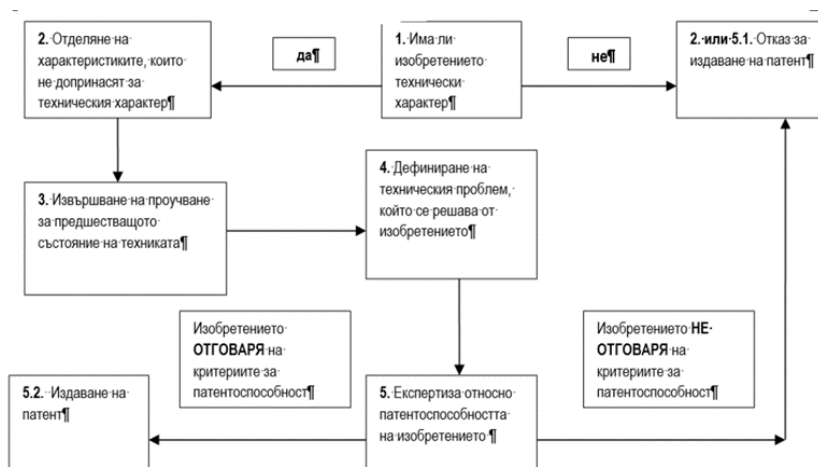 2. Отделяне на
характеристиките, които
не допринасят за
техническия характер¶
да¶
1. Има ли
изобретението
технически
характер¶
не¶
2. или 5.1. Отказ за
издаване на патент¶
3. Извършване на проучване
за предшестващото
състояние на техниката¶
4. Дефиниране на
техническия проблем,
който се решава от
изобретението¶
Изобретението
ОТГОВАРЯ на
критериите за
патентоспособност¶
Изобретението НЕ
ОТГОВАРЯ на
критериите за
патентоспособност¶
5.2. Издаване на
патент¶
5. Експертиза относно
патентоспособността
на изобретението¶